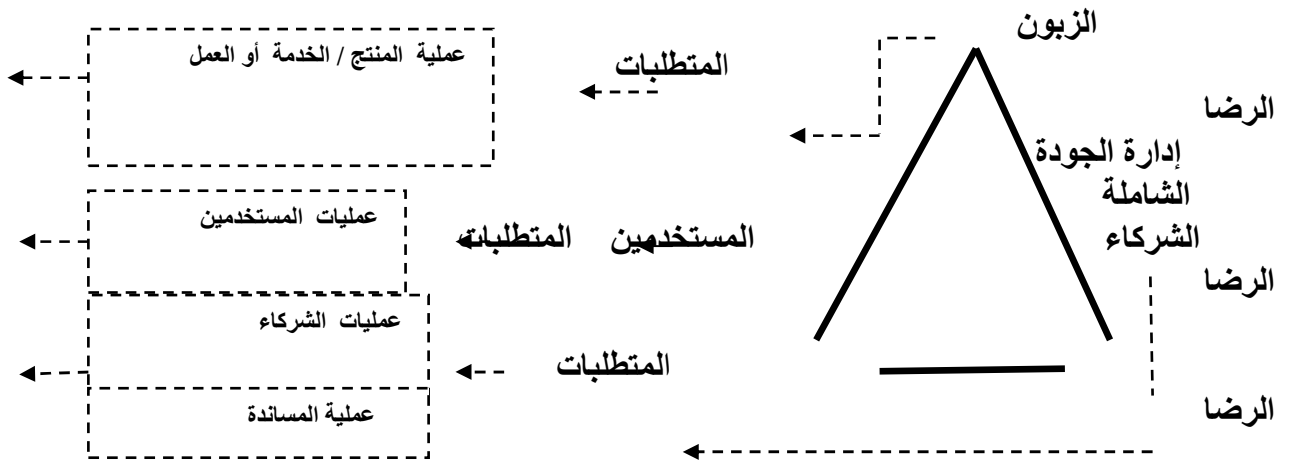 الزبون
عملية المنتج / الخدمة أو العمل
المتطلبات
الرضا
إدارة الجودة
الشاملة
الشركاء
عمليات المستخدمين
المتطلبات
المستخدمين
الرضا
عمليات الشركاء
المتطلبات
الرضا
عملية المساندة